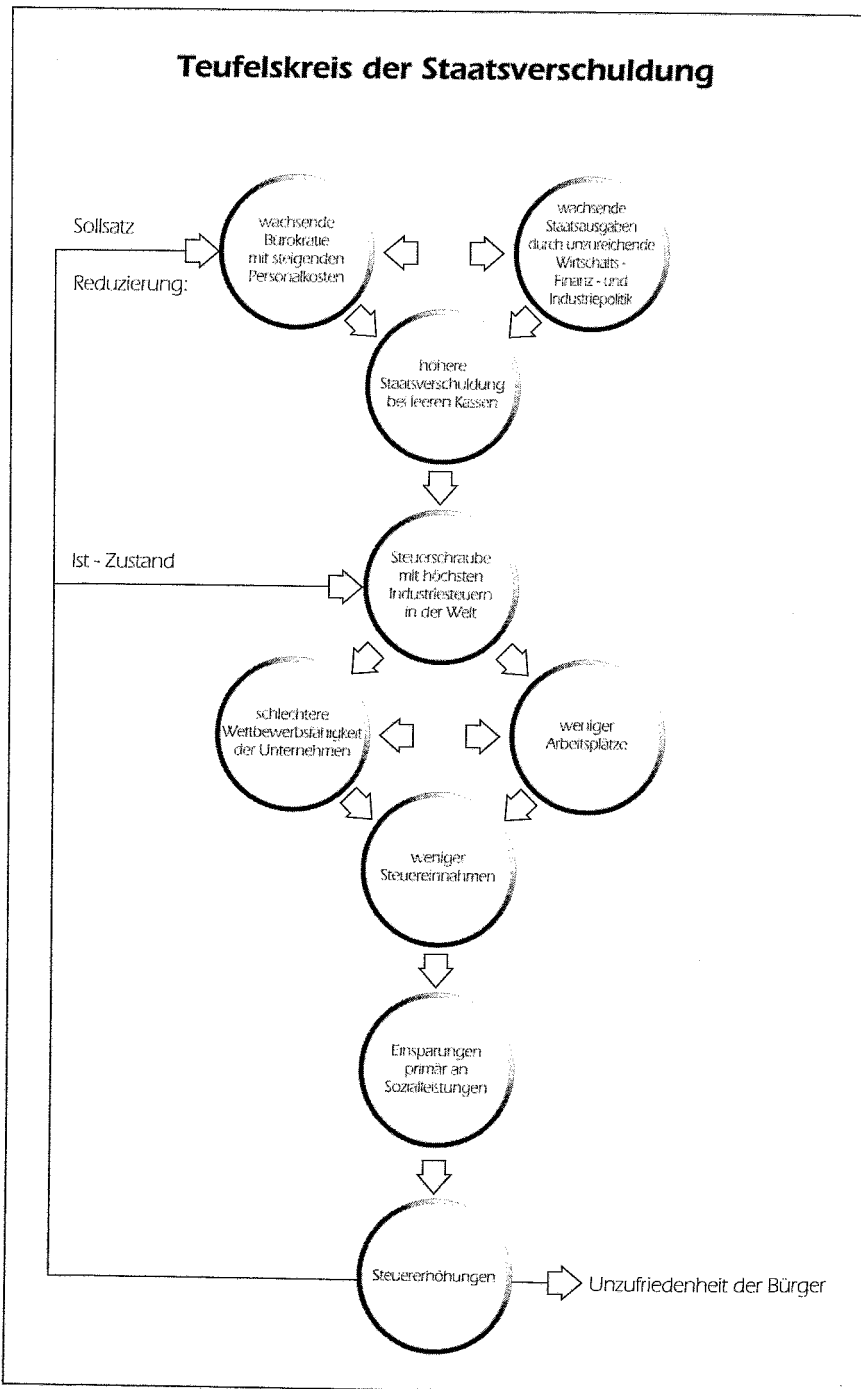 Teufelskreis der Staatsverschuldung
Sollsatz
Reduzierung:
wachsende
Bürokratie
mit steigenden
Personalkosten
wachsende
Staatsausgaben
durch unzureichende
Wirtschafts -
Finanz - und
Industriepolitik
höhere
Staatsverschuldung
bei leeren Kassen
Ist - Zustand
Steuerschraube
mit höchsten
Industriesteuern
in der Welt
schlechtere
Wettbewerbsfähigkeit
der Unternehmen
weniger
Arbeitsplätze
weniger
Steuereinnahmen
Einsparungen
primär an
Sozialleistungen
Steuererhöhungen
Unzufriedenheit der Bürger